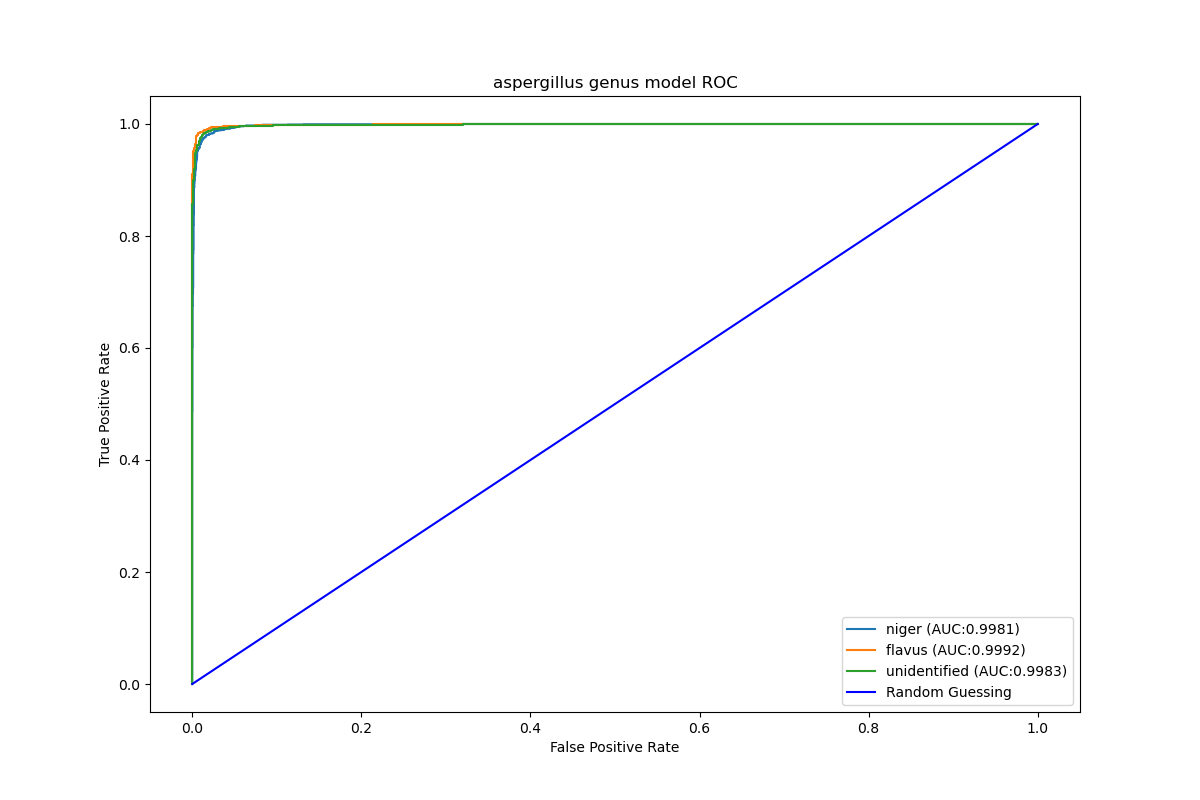 aspergillus genus model ROC
True Positive Rate
1.0
0.8
0.6
0.4
0.2
0.0
0.0 0.2 0.4 0.6 0.8 1.0
False Positive Rate
niger (AUC:0.9981)
flavus (AUC:0.9992)
unidentified (AUC:0.9983)
Random Guessing